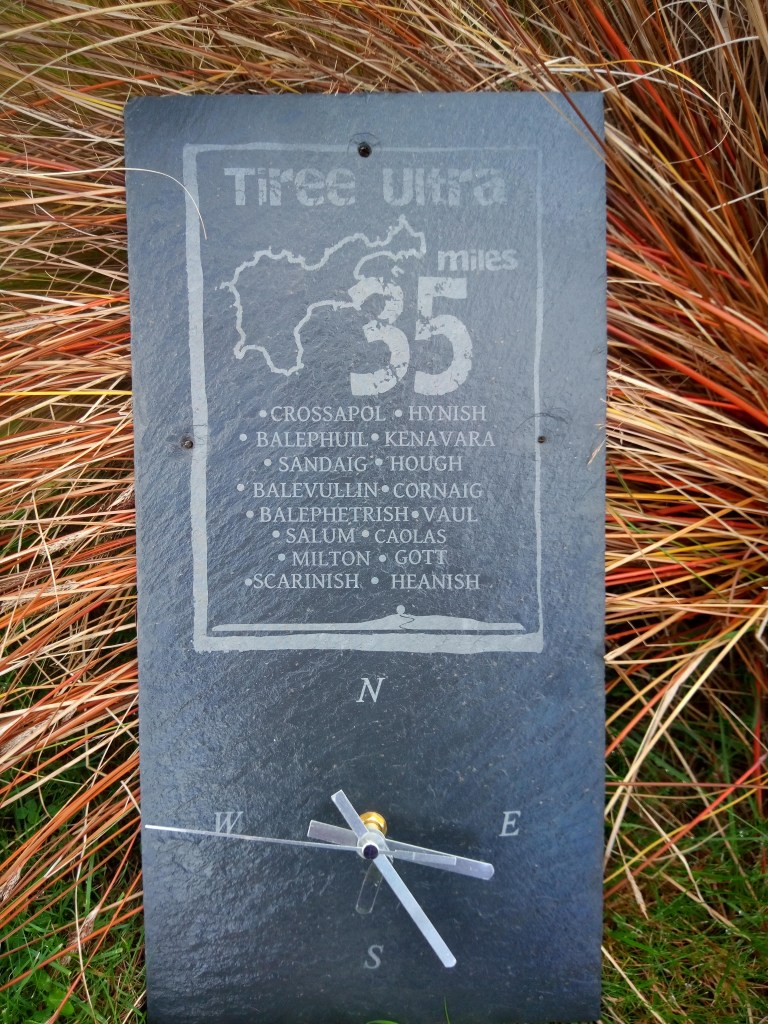 Tiree Ultra
miles
35
•CROSSAPOL •HYNISH
• BALEPHUIL •KENAVARA
• SANDAIG •HOUGH
•BALEVULLIN•CORNAIG
•BALEPHETRISH•VAUL
•SALUM •CAOLAS
•MILTON • GOTT
•SCARINISH • HEANISH
N
W E
S